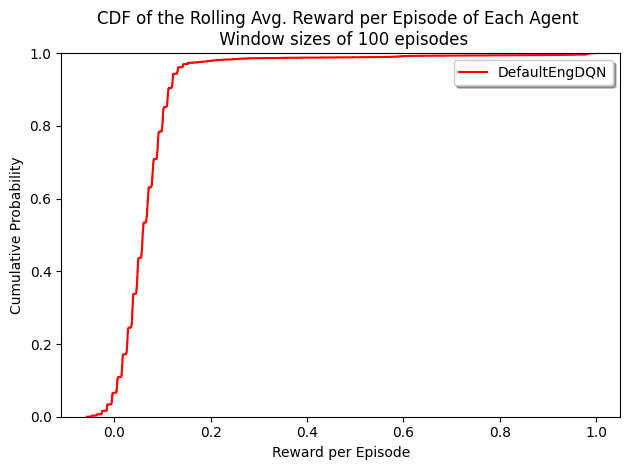 CDF of the Rolling Avg. Reward per Episode of Each Agent
Window sizes of 100 episodes
DefaultEngDQN
Cumulative Probability
1.0
0.8
0.6
0.4
0.2
0.0
0.0 0.2 0.4 0.6 0.8 1.0
Reward per Episode